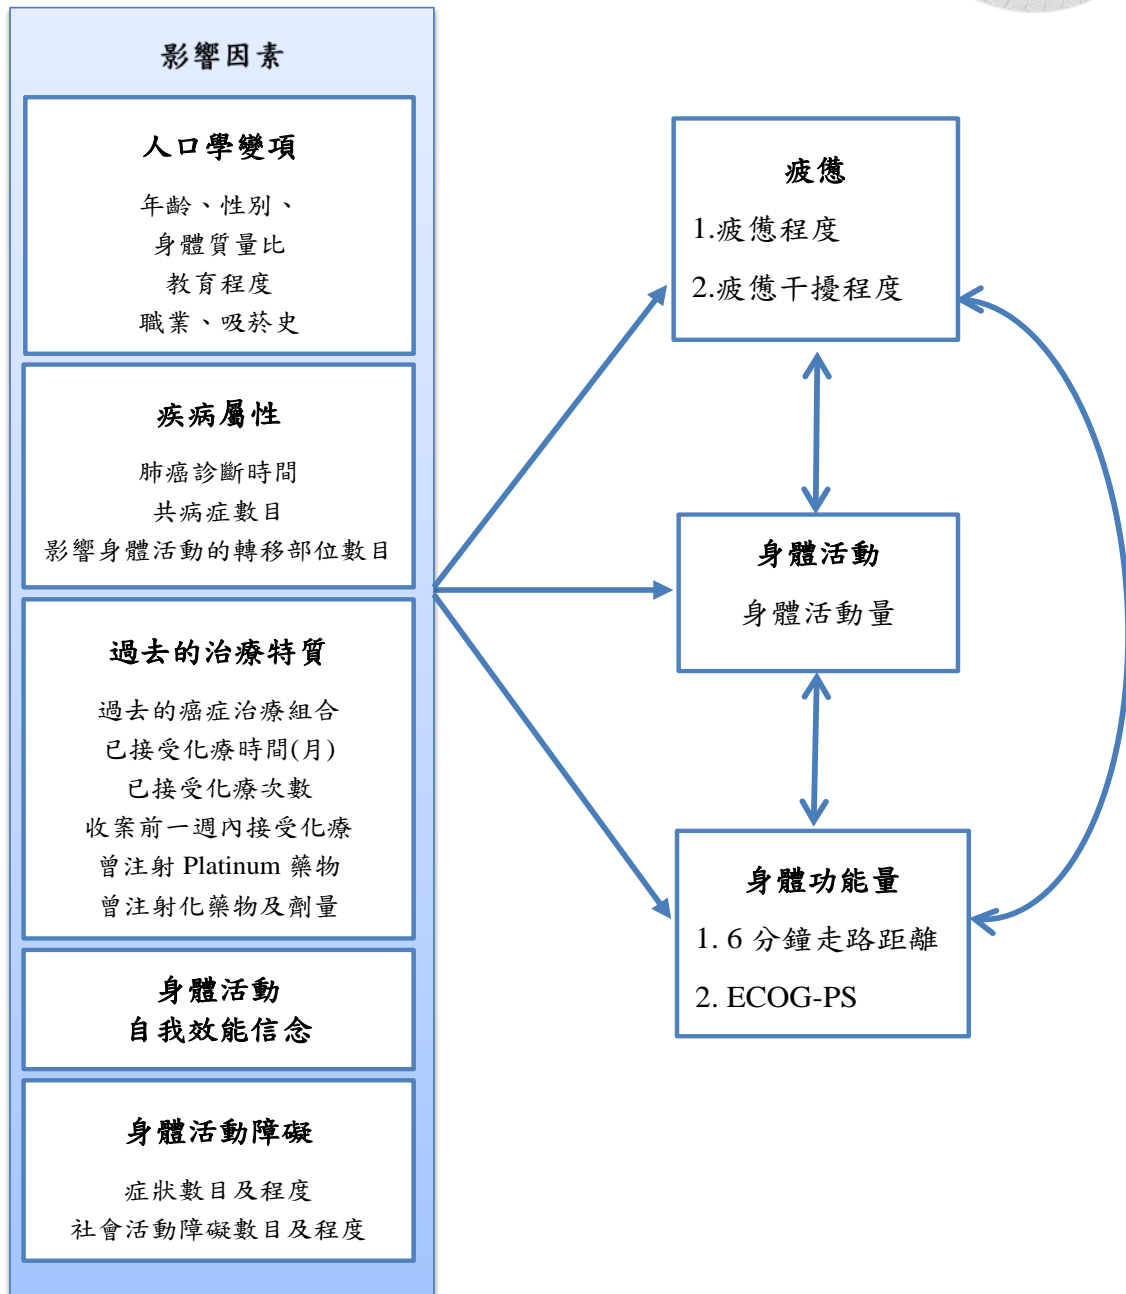 影響因素
人口學變項
年齡、性別、
身體質量比
教育程度
職業、吸菸史
疾病屬性
肺癌診斷時間
共病症數目
影響身體活動的轉移部位數目
過去的治療特質
過去的癌症治療組合
已接受化療時間(月)
已接受化療次數
收案前一週內接受化療
曾注射 Platinum 藥物
曾注射化藥物及劑量
身體活動
自我效能信念
身體活動障礙
症狀數目及程度
社會活動障礙數目及程度
疲憊
1.疲憊程度
2.疲憊干擾程度
身體活動
身體活動量
身體功能量
1. 6 分鐘走路距離
2. ECOG-PS